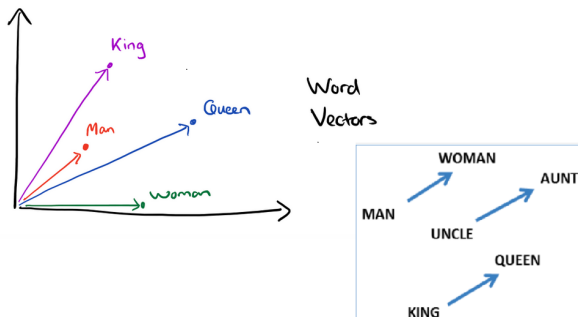 King
Queen
Man
Woman
Word
Vectors
WOMAN
AUNT
MAN
UNCLE
QUEEN
KING